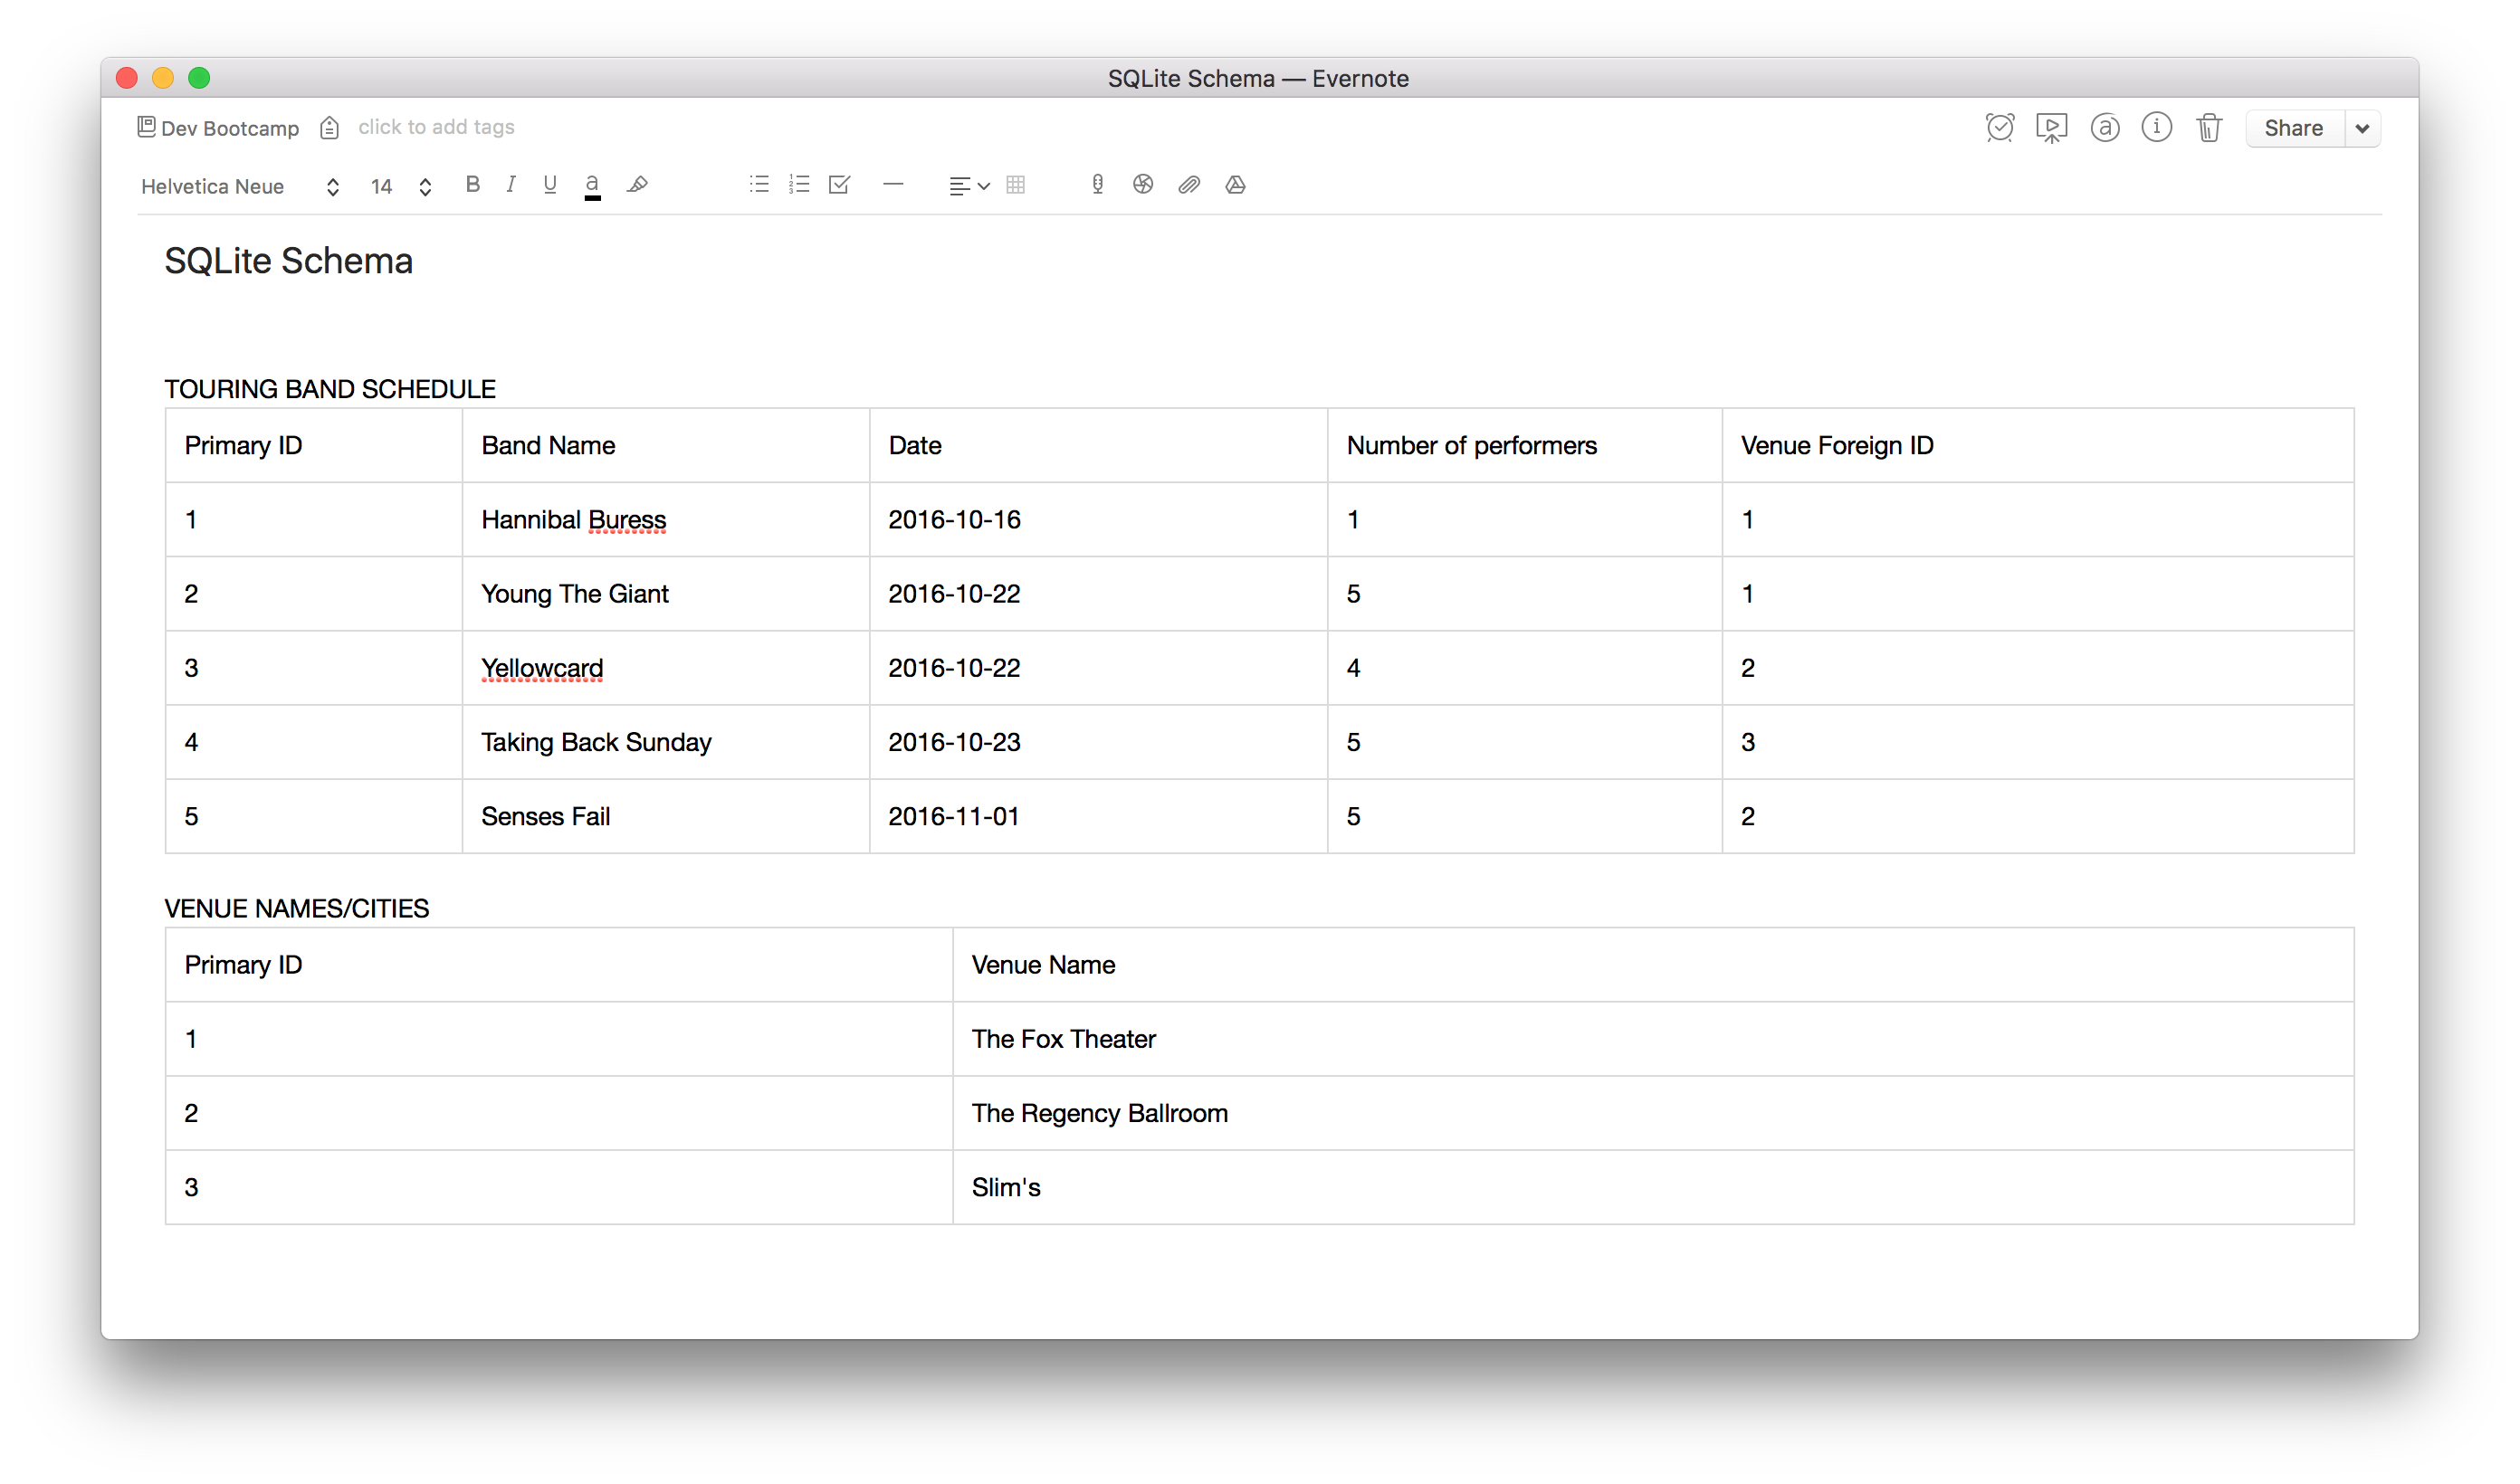 SQLite Schema — Evernote
Dev Bootcamp click to add tags Share
Helvetica Neue 14 B I U a
SQLite Schema
TOURING BAND SCHEDULE
Primary ID Band Name Date Number of performers Venue Foreign ID
1 Hannibal Buress 2016-10-16 1 1
2 Young The Giant 2016-10-22 5 1
3 Yellowcard 2016-10-22 4 2
4 Taking Back Sunday 2016-10-23 5 3
5 Senses Fail 2016-11-01 5 2
VENUE NAMES/CITIES
Primary ID Venue Name
1 The Fox Theater
2 The Regency Ballroom
3 Slim's